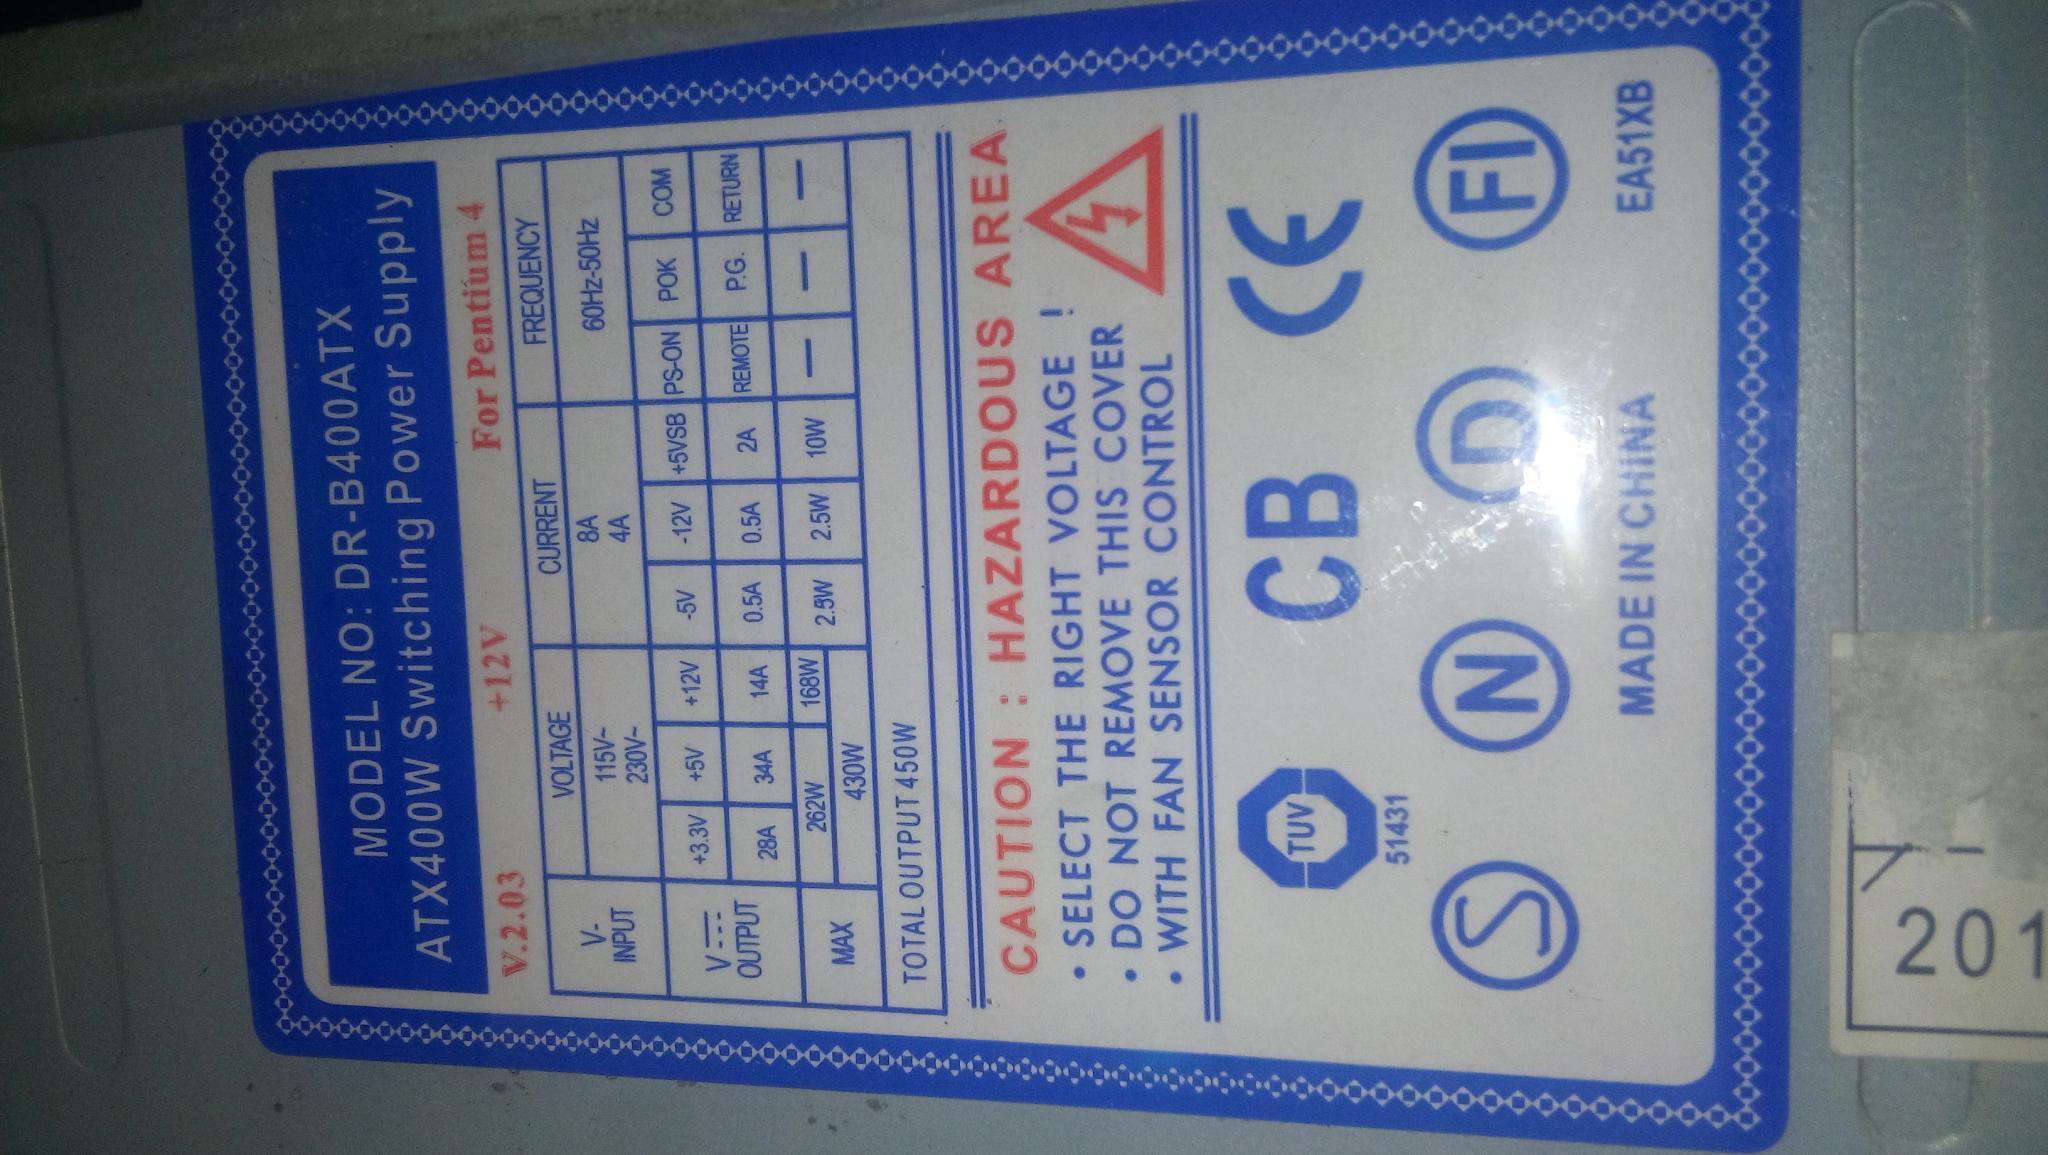 MODEL NO: DR-B400ATX
ATX400W Switching Power Supply
V.2.03 +12V For Pentium 4
V- INPUT VOLTAGE CURRENT FREQUENCY
115V~ 8A 60Hz-50Hz
230V~ 4A
V OUTPUT +3.3V +5V +12V -5V -12V +5VSB PS-ON POK COM
28A 34A 14A 0.5A 0.5A 2A REMOTE P.G. RETURN
MAX 262W 168W 2.5W 2.5W 10W — — —
430W
TOTAL OUTPUT 450W
CAUTION : HAZARDOUS AREA
• SELECT THE RIGHT VOLTAGE !
• DO NOT REMOVE THIS COVER
• WITH FAN SENSOR CONTROL
TUV CB CE
51431
S N D FI
MADE IN CHINA EA51XB
201